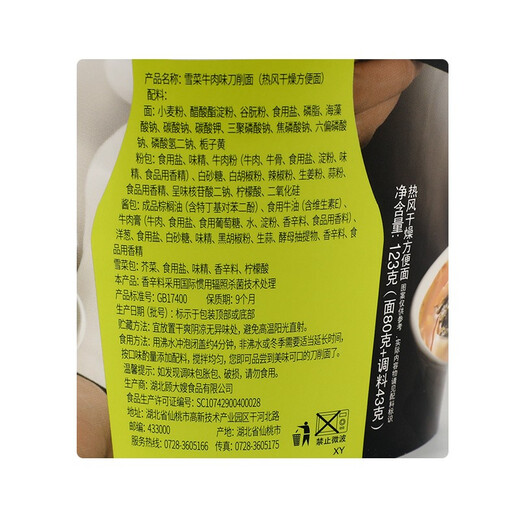 产品名称：雪菜牛肉味刀削面（热风干燥方便面）
配料：
面：小麦粉、醋酸酯淀粉、谷朊粉、食用盐、磷脂、海藻
酸钠、碳酸钠、碳酸钾、三聚磷酸钠、焦磷酸钠、六偏磷酸
钠、磷酸氢二钠、栀子黄
粉包：食用盐、味精、牛肉粉（牛肉、牛骨、食用盐、淀粉、味
精、食品用香料）、白砂糖、白胡椒粉、辣椒粉、生姜粉、蒜粉、
食品用香精、呈味核苷酸二钠、柠檬酸、二氧化硅
酱包：成品棕榈油（含特丁基对苯二酚）、食用牛油（含维生素E）、
牛肉膏（牛肉、食用盐、食用葡萄糖、水、淀粉、香辛料、食品用香料）、
洋葱、食用盐、白砂糖、味精、黑胡椒粉、生蒜、酵母抽提物、香辛料、食
品用香精
雪菜包：芥菜、食用盐、味精、香辛料、柠檬酸
香辛料采用国际惯用辐照杀菌技术处理
产品标准号：GB17400 保质期：9个月
生产日期（批号）：标示于包装顶部或底部
贮藏方法：宜放置干爽阴凉无异味处，避免高温阳光直射。
食用方法：用沸水冲泡闭盖约4分钟，非沸水或冬季需要适当延长时间，
按口味酌量添加配料，搅拌均匀，您即可品尝到美味可口的刀削面了。
温馨提示：如发现调味包胀包、破损，请勿食用。
生产商：湖北顾大嫂食品有限公司
食品生产许可证编号：SC10742900400028
地址：湖北省仙桃市高新技术产业园区干河北路
邮编：433000 产地：湖北省仙桃市
服务热线：0728-3605166 传真：0728-3605175
禁止微波
XY
热风干燥方便面 图案仅供参考，实际内容物请见配料标识
净含量：123克（面80克+调料43克）